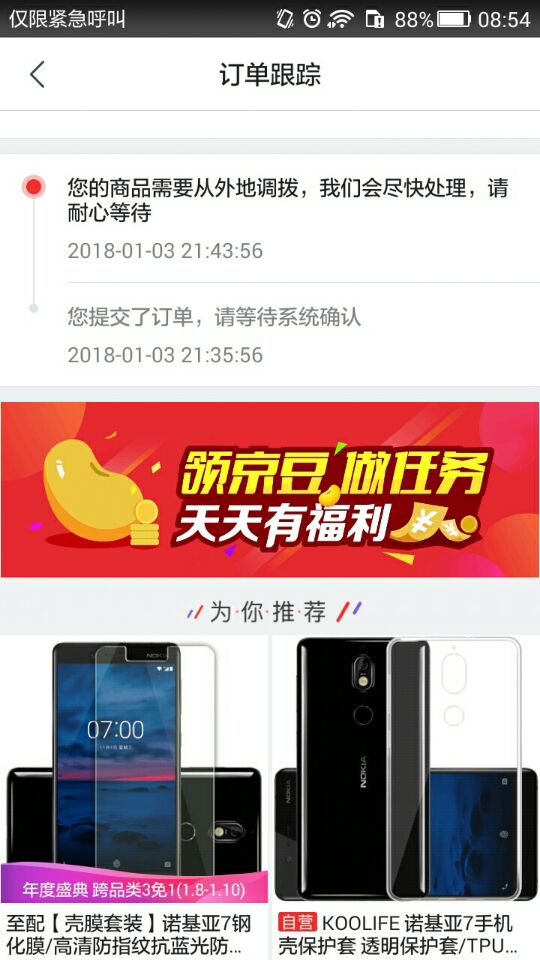 仅限紧急呼叫
88%
08:54
订单跟踪
您的商品需要从外地调拨，我们会尽快处理，请
耐心等待
2018-01-03 21:43:56
您提交了订单，请等待系统确认
2018-01-03 21:35:56
领京豆 做任务
天天有福利
为·你·推·荐
NOKIA
07:00
NOKIA
年度盛典 跨品类3免1(1.8-1.10)
至配【壳膜套装】诺基亚7钢
化膜/高清防指纹抗蓝光防...
自营 KOOLIFE 诺基亚7手机
壳保护套 透明保护套/TPU...